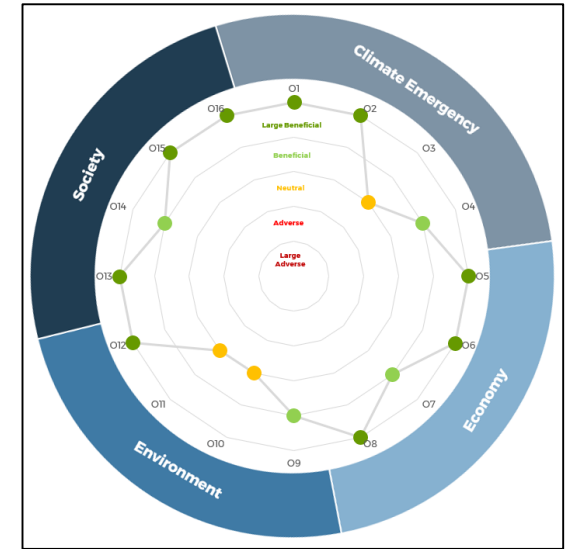 Climate Emergency
Society
Economy
Environment
O1
O2
O3
O4
O5
O6
O7
O8
O9
O10
O11
O12
O13
O14
O15
O16
Large Beneficial
Beneficial
Neutral
Adverse
Large
Adverse